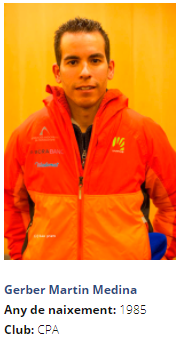 Gerber Martin Medina
Any de naixement: 1985
Club: CPA